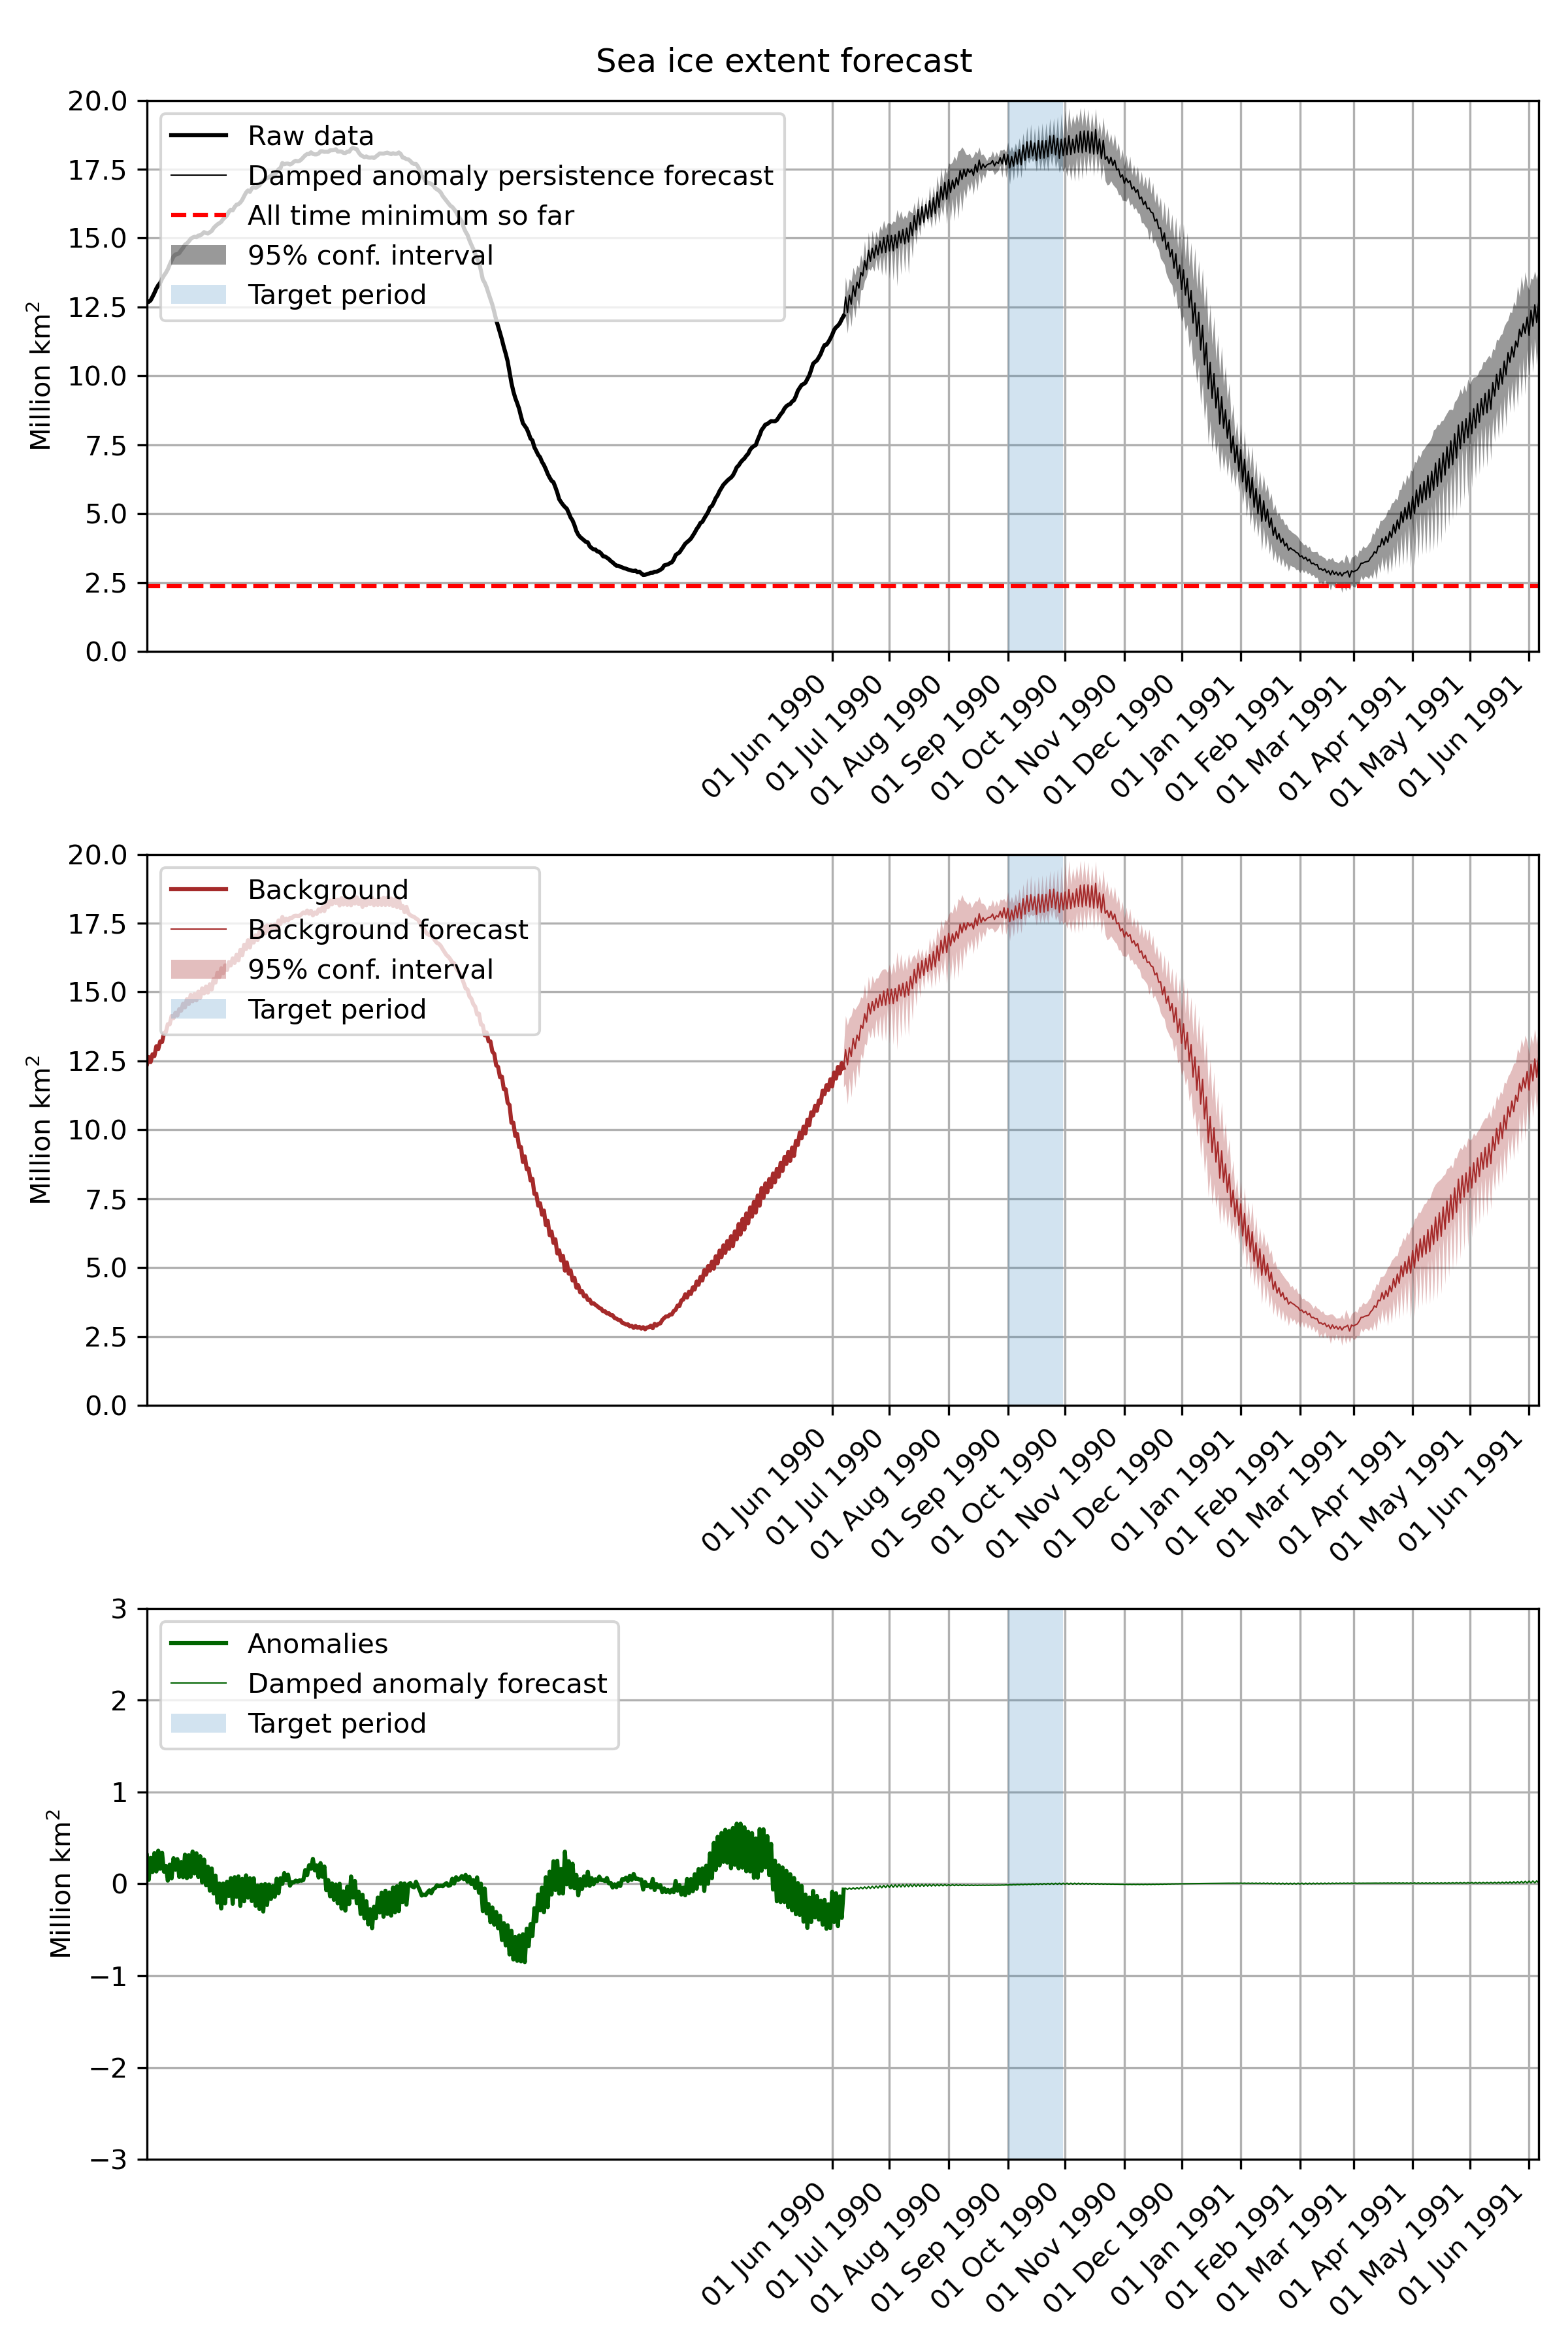 Sea ice extent forecast
20.0
17.5
15.0
12.5
10.0
7.5
5.0
2.5
0.0
Million km²
Raw data
Damped anomaly persistence forecast
All time minimum so far
95% conf. interval
Target period
01 Jun 1990
01 Jul 1990
01 Aug 1990
01 Sep 1990
01 Oct 1990
01 Nov 1990
01 Dec 1990
01 Jan 1991
01 Feb 1991
01 Mar 1991
01 Apr 1991
01 May 1991
01 Jun 1991
20.0
17.5
15.0
12.5
10.0
7.5
5.0
2.5
0.0
Million km²
Background
Background forecast
95% conf. interval
Target period
01 Jun 1990
01 Jul 1990
01 Aug 1990
01 Sep 1990
01 Oct 1990
01 Nov 1990
01 Dec 1990
01 Jan 1991
01 Feb 1991
01 Mar 1991
01 Apr 1991
01 May 1991
01 Jun 1991
3
2
1
0
−1
−2
−3
Million km²
Anomalies
Damped anomaly forecast
Target period
01 Jun 1990
01 Jul 1990
01 Aug 1990
01 Sep 1990
01 Oct 1990
01 Nov 1990
01 Dec 1990
01 Jan 1991
01 Feb 1991
01 Mar 1991
01 Apr 1991
01 May 1991
01 Jun 1991